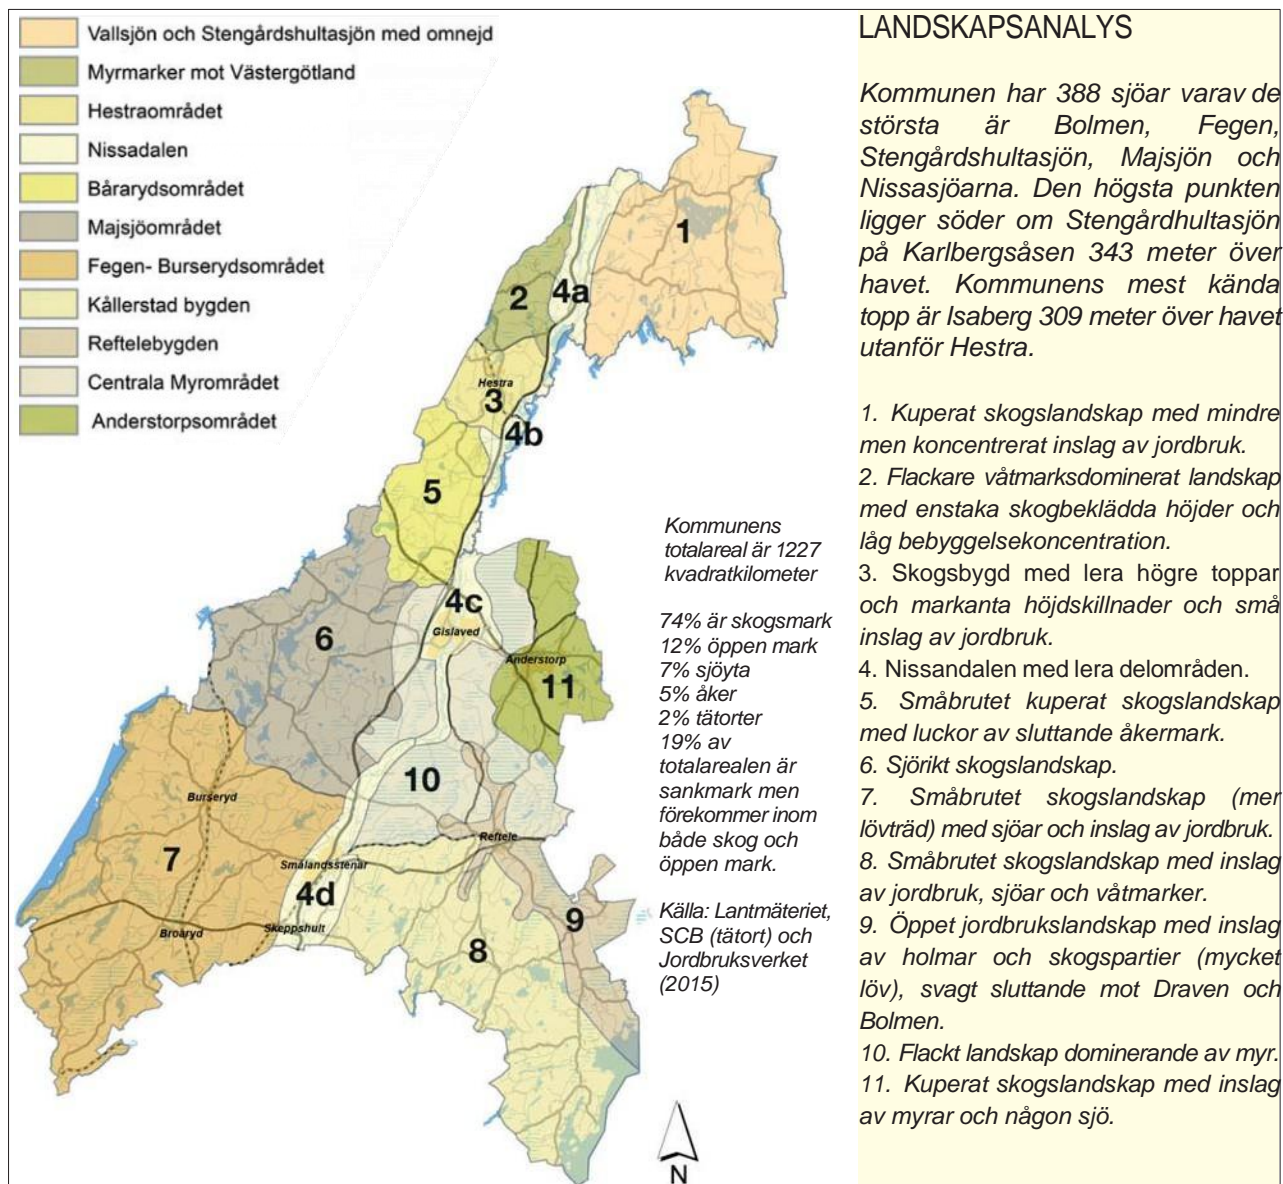 Vallsjön och Stengårdshultasjön med omnejd
Myrmarker mot Västergötland
Hestraområdet
Nissadalen
Bårarydsområdet
Majsjöområdet
Fegen- Burserydsområdet
Kållerstad bygden
Reftelebygden
Centrala Myrområdet
Anderstorpsområdet
1
2
4a
Hestra
3
4b
5
4c
Gislaved
6
Anderstorp
11
10
Burseryd
Reftele
7
Smålandsstenar
4d
9
Broaryd
Skeppshult
8
N
Kommunens
totalareal är 1227
kvadratkilometer
74% är skogsmark
12% öppen mark
7% sjöyta
5% åker
2% tätorter
19% av
totalarealen är
sankmark men
förekommer inom
både skog och
öppen mark.
Källa: Lantmäteriet,
SCB (tätort) och
Jordbruksverket
(2015)
LANDSKAPSANALYS
Kommunen har 388 sjöar varav de
största är Bolmen, Fegen,
Stengårdshultasjön, Majsjön och
Nissasjöarna. Den högsta punkten
ligger söder om Stengårdhultasjön
på Karlbergsåsen 343 meter över
havet. Kommunens mest kända
topp är Isaberg 309 meter över havet
utanför Hestra.
1. Kuperat skogslandskap med mindre
men koncentrerat inslag av jordbruk.
2. Flackare våtmarksdominerat landskap
med enstaka skogbeklädda höjder och
låg bebyggelsekoncentration.
3. Skogsbygd med lera högre toppar
och markanta höjdskillnader och små
inslag av jordbruk.
4. Nissandalen med lera delområden.
5. Småbrutet kuperat skogslandskap
med luckor av sluttande åkermark.
6. Sjörikt skogslandskap.
7. Småbrutet skogslandskap (mer
lövträd) med sjöar och inslag av jordbruk.
8. Småbrutet skogslandskap med inslag
av jordbruk, sjöar och våtmarker.
9. Öppet jordbrukslandskap med inslag
av holmar och skogspartier (mycket
löv), svagt sluttande mot Draven och
Bolmen.
10. Flackt landskap dominerande av myr.
11. Kuperat skogslandskap med inslag
av myrar och någon sjö.